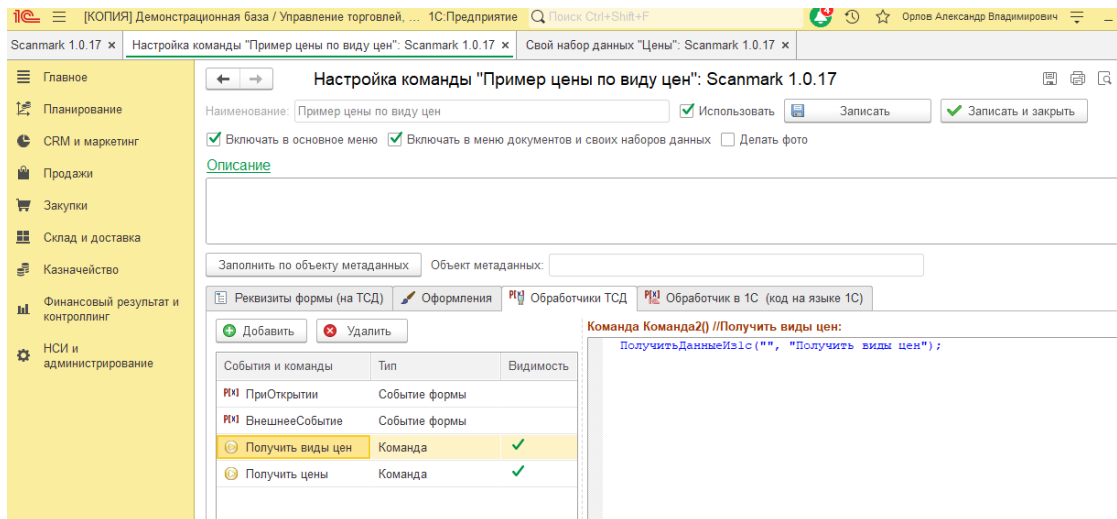 [КОПИЯ] Демонстрационная база / Управление торговлей, ... 1С:Предприятие Поиск Ctrl+Shift+F Орлов Александр Владимирович
Scanmark 1.0.17 × Настройка команды "Пример цены по виду цен": Scanmark 1.0.17 × Свой набор данных "Цены": Scanmark 1.0.17 ×
Главное
Планирование
CRM и маркетинг
Продажи
Закупки
Склад и доставка
Казначейство
Финансовый результат и
контроллинг
НСИ и
администрирование
Настройка команды "Пример цены по виду цен": Scanmark 1.0.17
Наименование: Пример цены по виду цен Использовать Записать Записать и закрыть
Включать в основное меню Включать в меню документов и своих наборов данных Делать фото
Описание
Заполнить по объекту метаданных Объект метаданных:
Реквизиты формы (на ТСД) Оформления Обработчики ТСД Обработчик в 1С (код на языке 1С)
Добавить Удалить
События и команды Тип Видимость
ПриОткрытии Событие формы
ВнешнееСобытие Событие формы
Получить виды цен Команда
Получить цены Команда
Команда Команда2() //Получить виды цен:
ПолучитьДанныеИз1с("", "Получить виды цен");